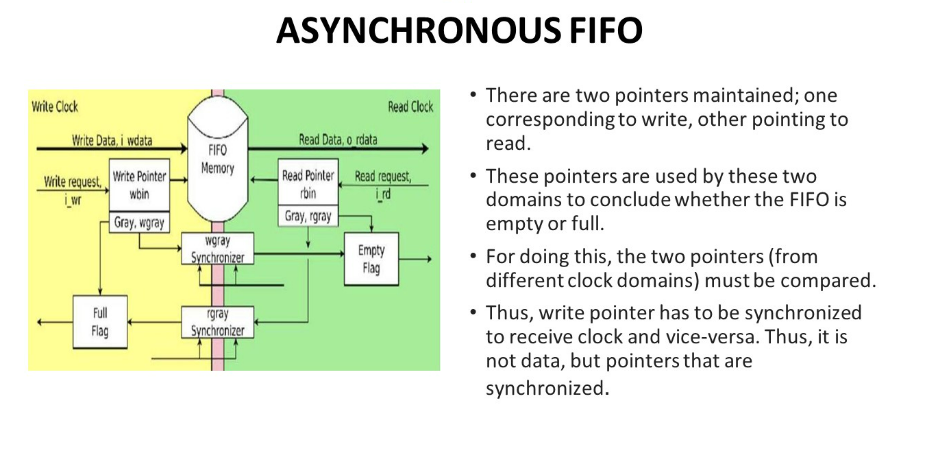 ASYNCHRONOUS FIFO
Write Clock
Read Clock
Write Data, i_wdata
Read Data, o_rdata
FIFO
Memory
Write request,
i_wr
Write Pointer
wbin
Gray, wgray
Read Pointer
rbin
Gray, rgray
Read request,
i_rd
wgray
Synchronizer
Empty
Flag
Full
Flag
rgray
Synchronizer
• There are two pointers maintained; one
corresponding to write, other pointing to
read.
• These pointers are used by these two
domains to conclude whether the FIFO is
empty or full.
• For doing this, the two pointers (from
different clock domains) must be compared.
• Thus, write pointer has to be synchronized
to receive clock and vice-versa. Thus, it is
not data, but pointers that are
synchronized.